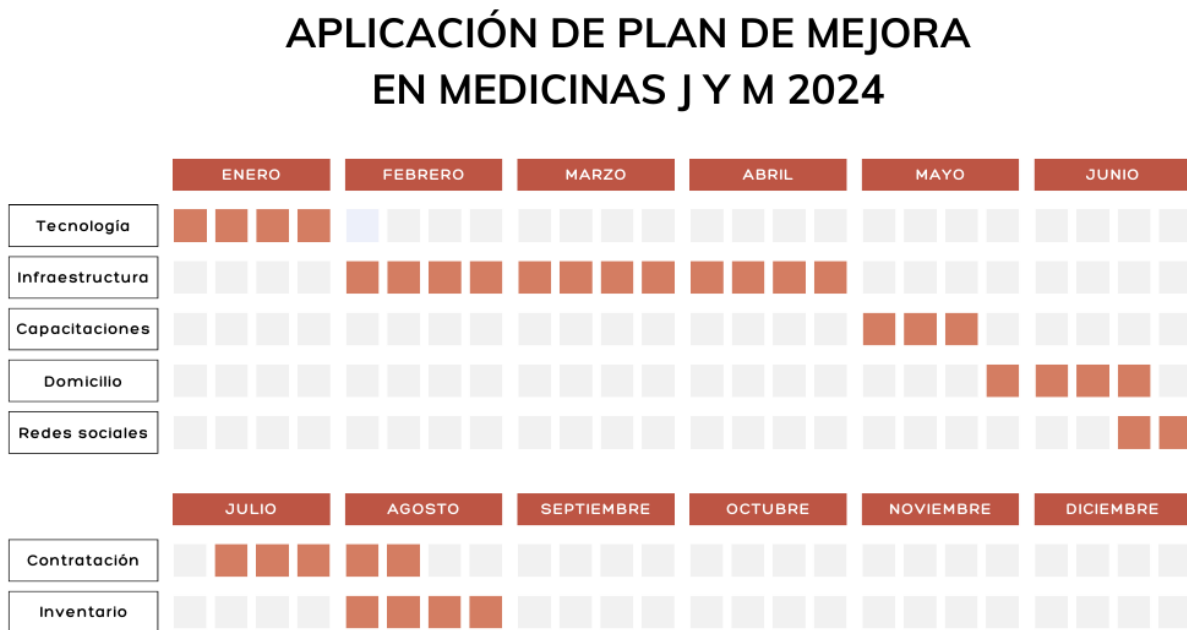 APLICACIÓN DE PLAN DE MEJORA
EN MEDICINAS J Y M 2024
ENERO FEBRERO MARZO ABRIL MAYO JUNIO
Tecnología
Infraestructura
Capacitaciones
Domicilio
Redes sociales
JULIO AGOSTO SEPTIEMBRE OCTUBRE NOVIEMBRE DICIEMBRE
Contratación
Inventario